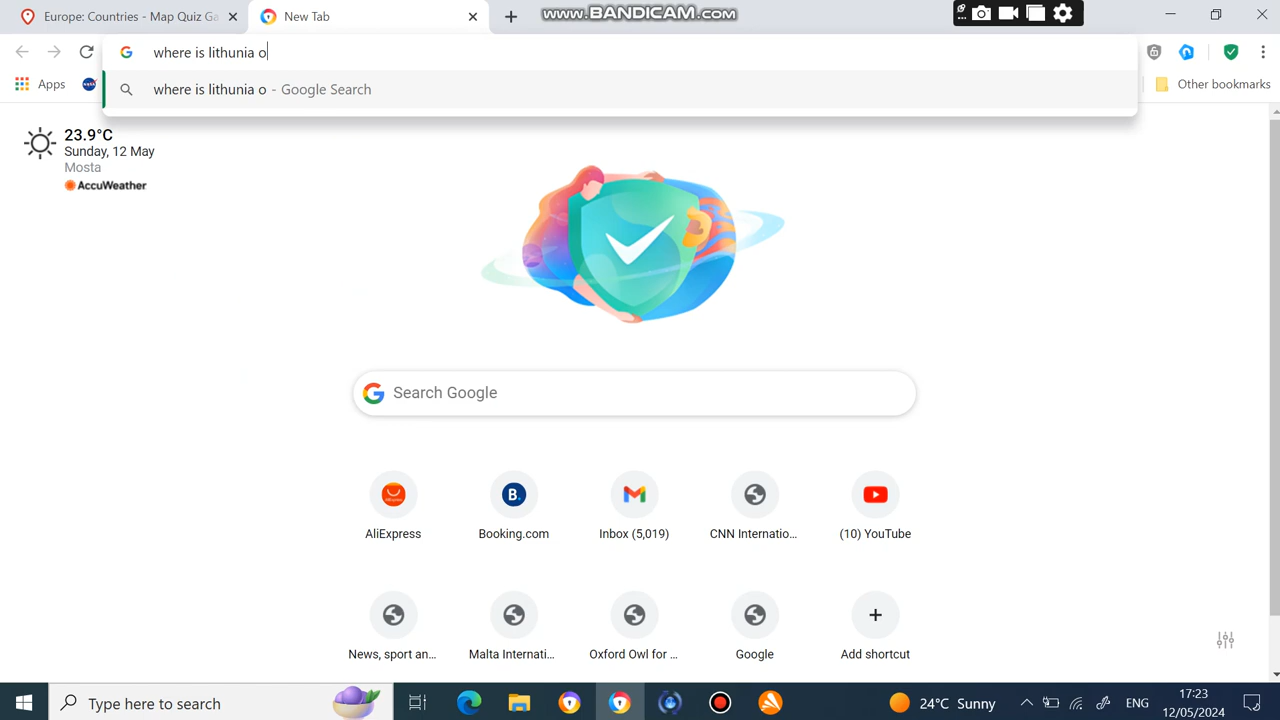 www.BANDICAM.com
Europe: Countries - Map Quiz Ga
New Tab
where is lithunia o
where is lithunia o - Google Search
Apps
Other bookmarks
23.9°C
Sunday, 12 May
Mosta
AccuWeather
Search Google
AliExpress
Booking.com
Inbox (5,019)
CNN Internatio...
(10) YouTube
News, sport an...
Malta Internati...
Oxford Owl for ...
Google
Add shortcut
Type here to search
24°C Sunny
ENG
17:23
12/05/2024